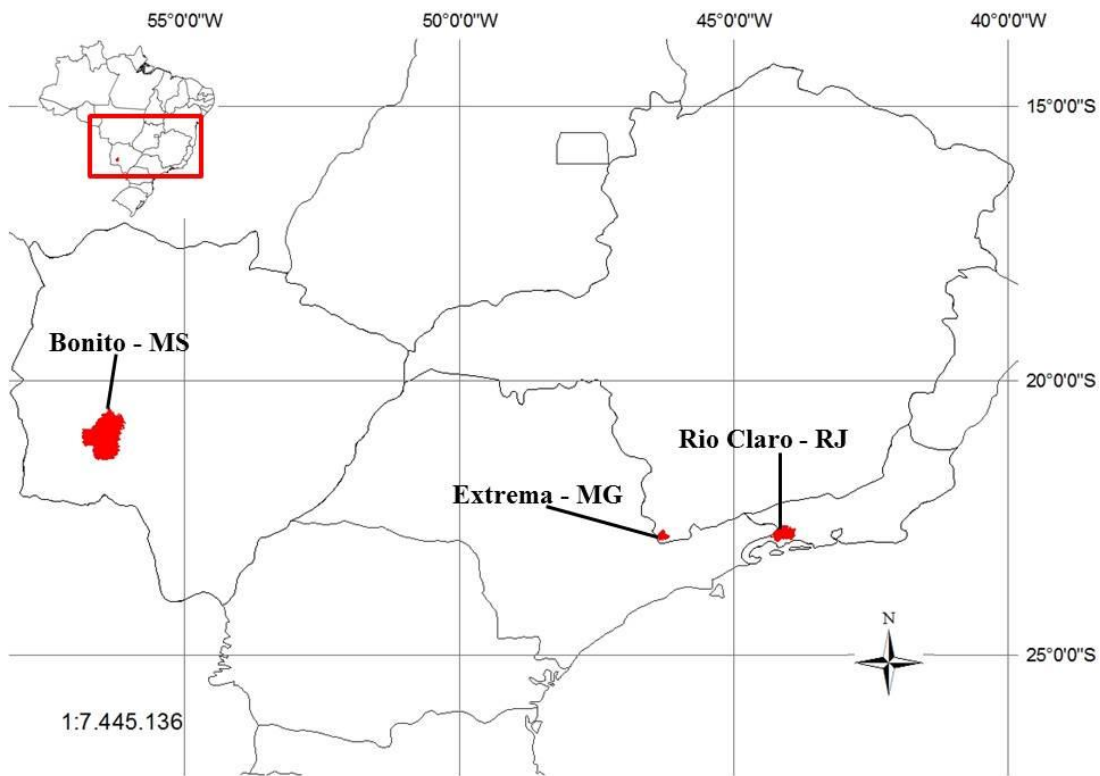 55°0'0"W
50°0'0"W
45°0'0"W
40°0'0"W
15°0'0"S
Bonito - MS
20°0'0"S
Rio Claro - RJ
Extrema - MG
N
25°0'0"S
1:7.445.136